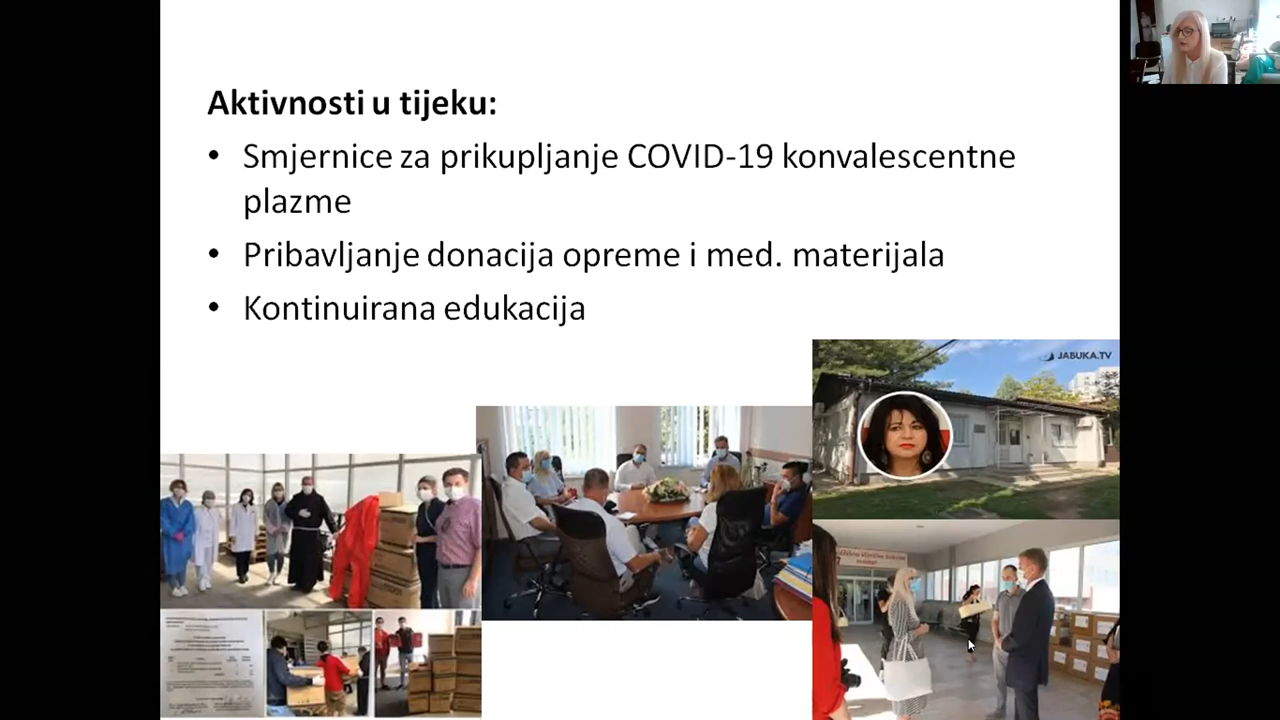 Aktivnosti u tijeku:
• Smjernice za prikupljanje COVID-19 konvalescentne
plazme
• Pribavljanje donacija opreme i med. materijala
• Kontinuirana edukacija
JABUKA.TV